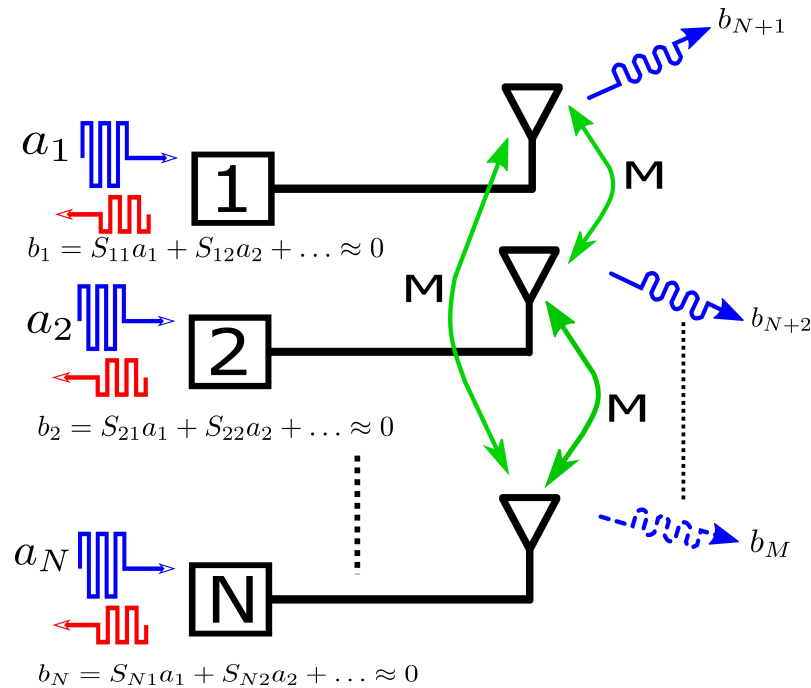 b_{N+1}
a_1
1
M
b_1 = S_{11}a_1 + S_{12}a_2 + … ≈ 0
M
a_2
2
b_{N+2}
M
b_2 = S_{21}a_1 + S_{22}a_2 + … ≈ 0
a_N
N
b_M
b_N = S_{N1}a_1 + S_{N2}a_2 + … ≈ 0